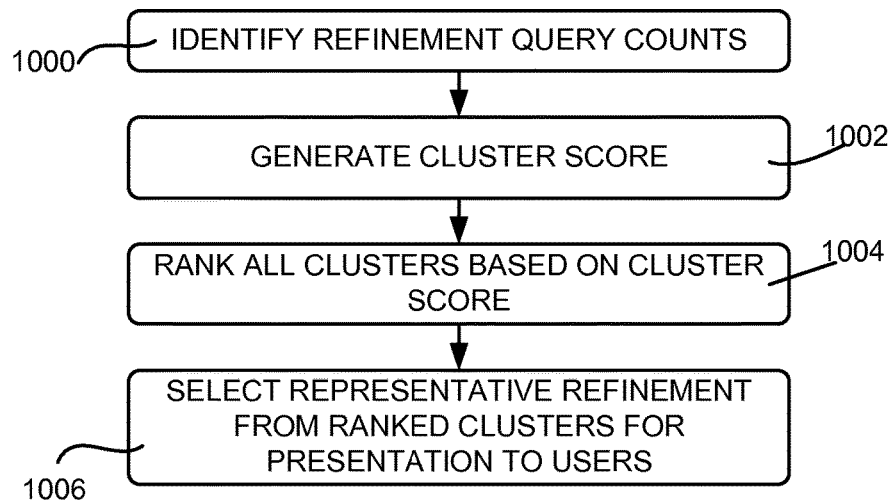 1000
IDENTIFY REFINEMENT QUERY COUNTS
GENERATE CLUSTER SCORE
1002
RANK ALL CLUSTERS BASED ON CLUSTER
SCORE
1004
SELECT REPRESENTATIVE REFINEMENT
FROM RANKED CLUSTERS FOR
PRESENTATION TO USERS
1006